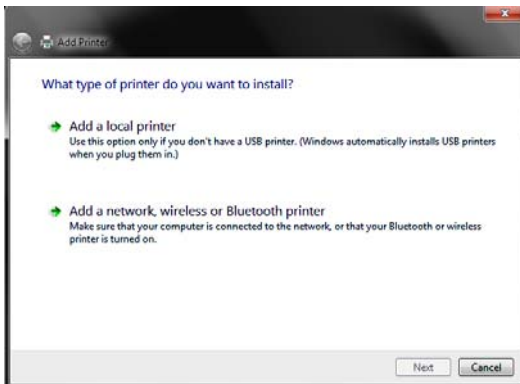 Add Printer
What type of printer do you want to install?
Add a local printer
Use this option only if you don't have a USB printer. (Windows automatically installs USB printers
when you plug them in.)
Add a network, wireless or Bluetooth printer
Make sure that your computer is connected to the network, or that your Bluetooth or wireless
printer is turned on.
Next Cancel